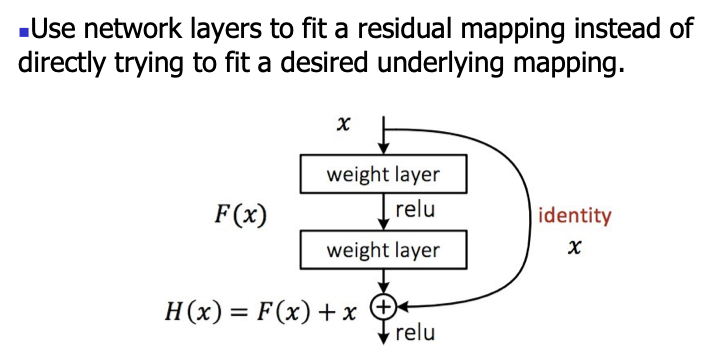 ▪Use network layers to fit a residual mapping instead of
directly trying to fit a desired underlying mapping.
x
weight layer
F(x)
relu
identity
weight layer
x
H(x) = F(x) + x
+
relu